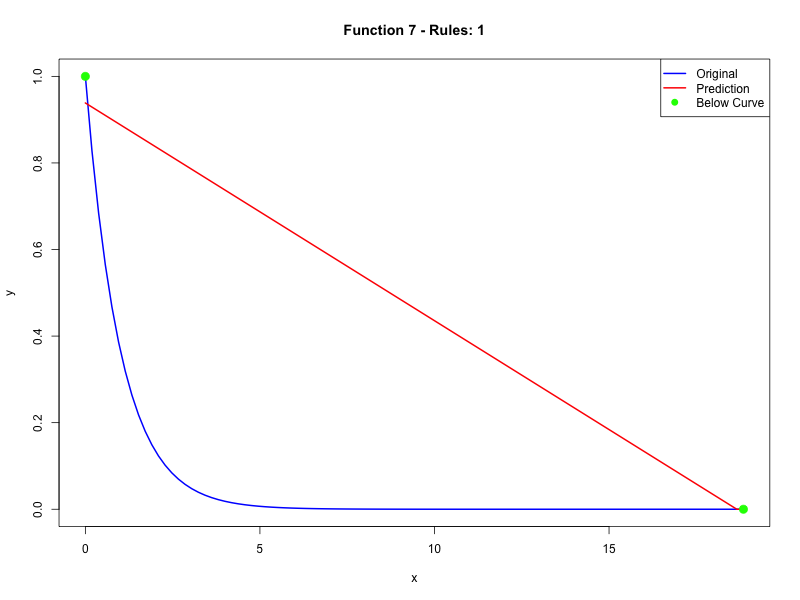 Function 7 - Rules: 1
Original
Prediction
Below Curve
1.0
0.8
0.6
0.4
0.2
0.0
y
0 5 10 15
x